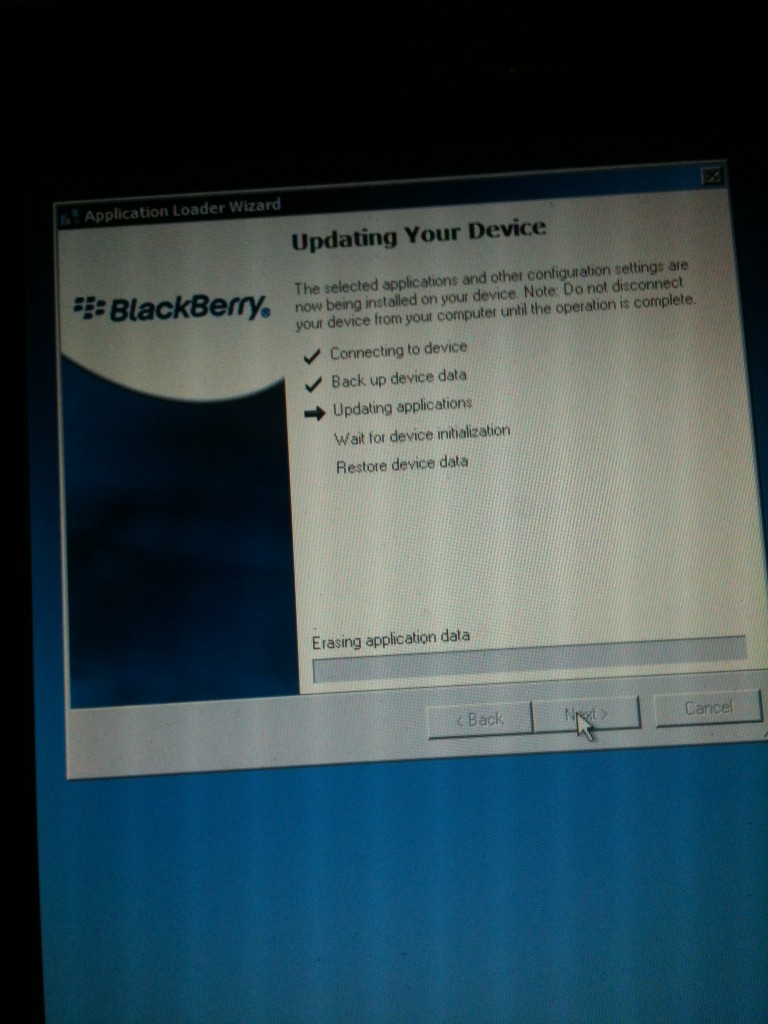 Application Loader Wizard
Updating Your Device
BlackBerry®
The selected applications and other configuration settings are
now being installed on your device. Note: Do not disconnect
your device from your computer until the operation is complete.
Connecting to device
Back up device data
Updating applications
Wait for device initialization
Restore device data
Erasing application data
< Back
Next >
Cancel